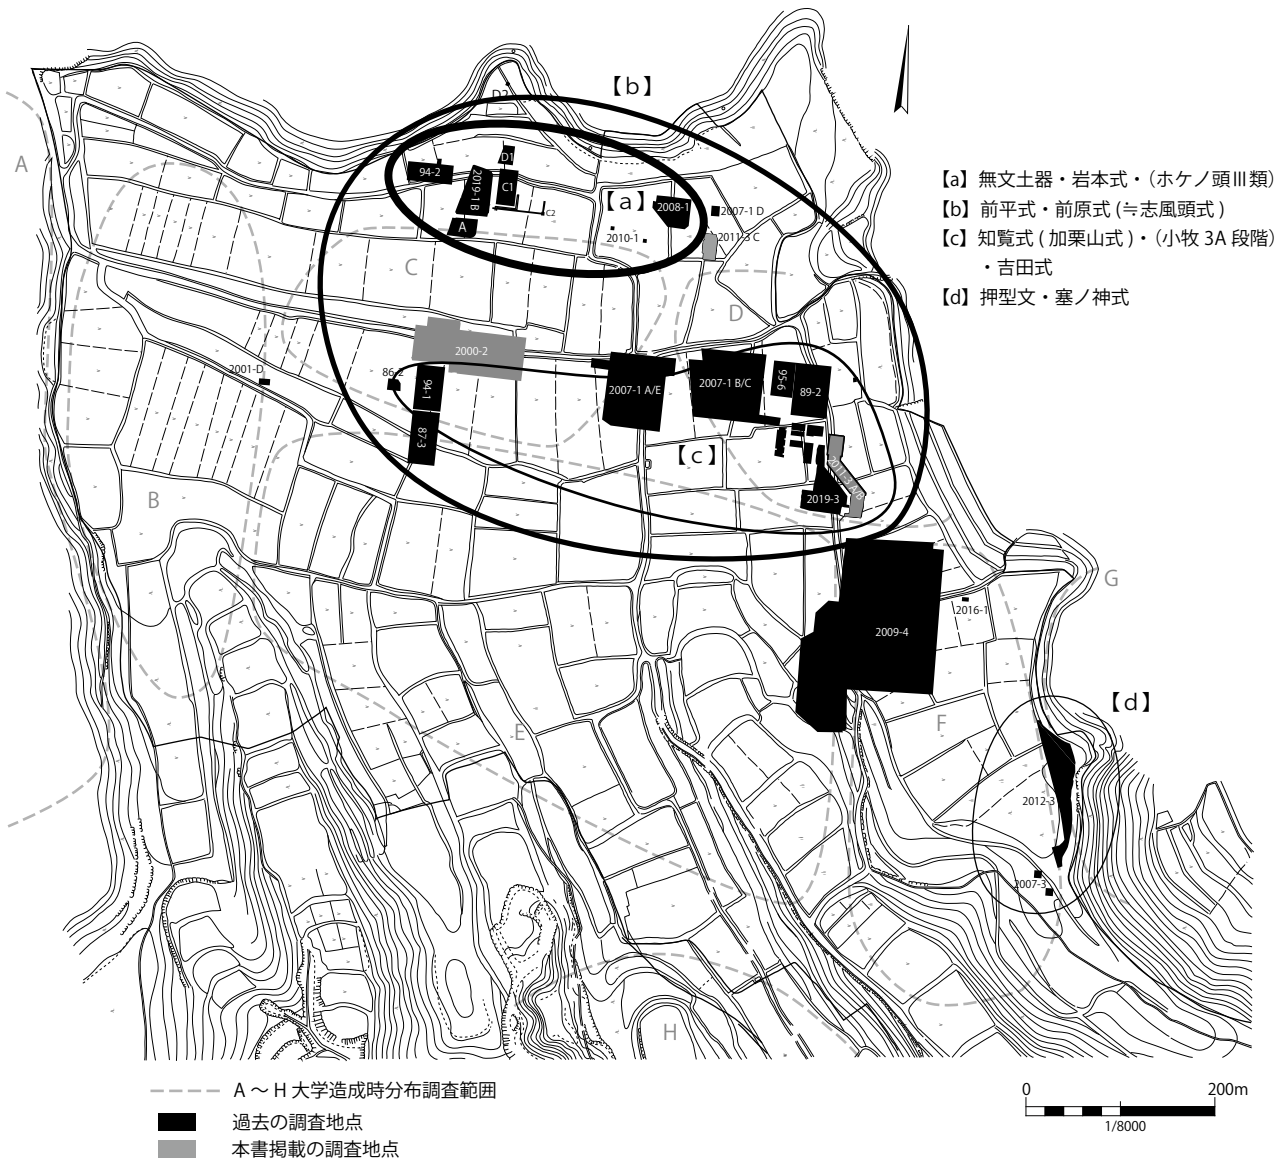 【b】
D2
A
94-2
D1
2019-1 B
C1
C2
A
【a】
2008-1
2007-1 D
2010-1
2011-3 C
【a】無文土器・岩本式・（ホケノ頭Ⅲ類）
【b】前平式・前原式 (≒志風頭式 )
【c】知覧式 ( 加栗山式 )・（小牧 3A 段階）
・吉田式
【d】押型文・塞ノ神式
C
D
2000-2
2001-D
86-2
94-1
87-3
2007-1 A/E
2007-1 B/C
95-6
89-2
【c】
2011-3 A/B
2019-3
B
G
2009-4
2016-1
【d】
E
F
2012-3
2007-3
H
A ～ H 大学造成時分布調査範囲
過去の調査地点
本書掲載の調査地点
0 200m
1/8000